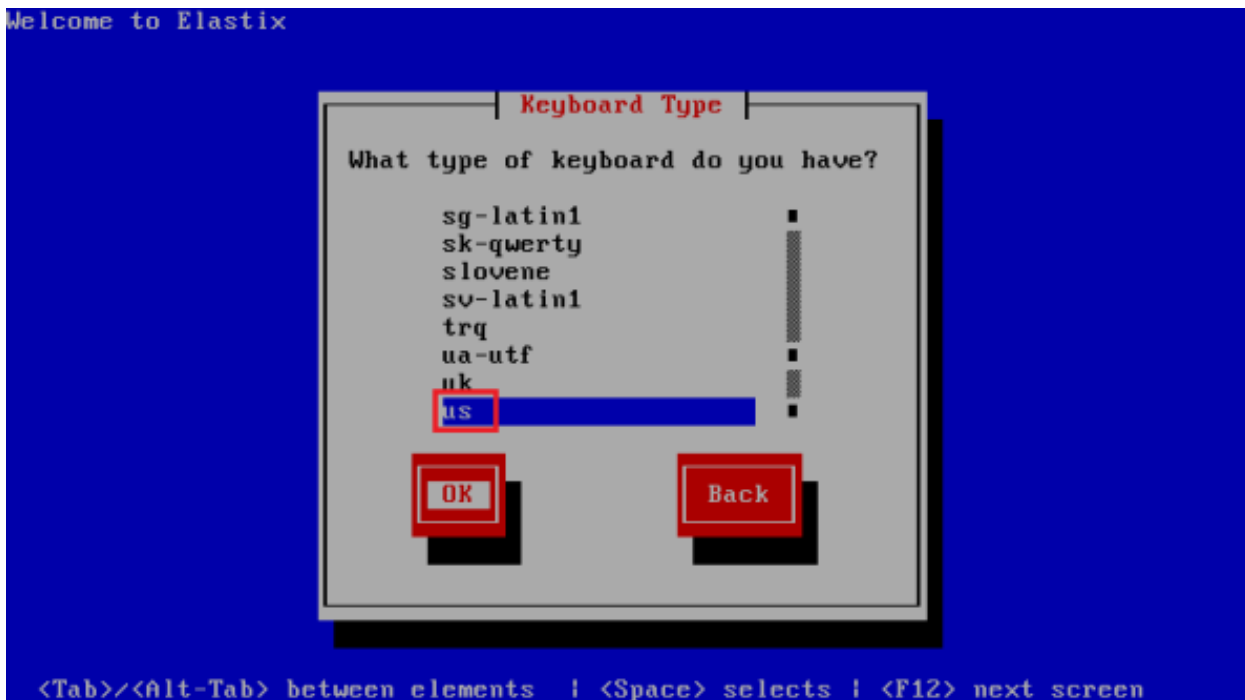 Welcome to Elastix
Keyboard Type
What type of keyboard do you have?
sg-latin1
sk-qwerty
slovene
sv-latin1
trq
ua-utf
uk
us
OK Back
<Tab>/<Alt-Tab> between elements | <Space> selects | <F12> next screen